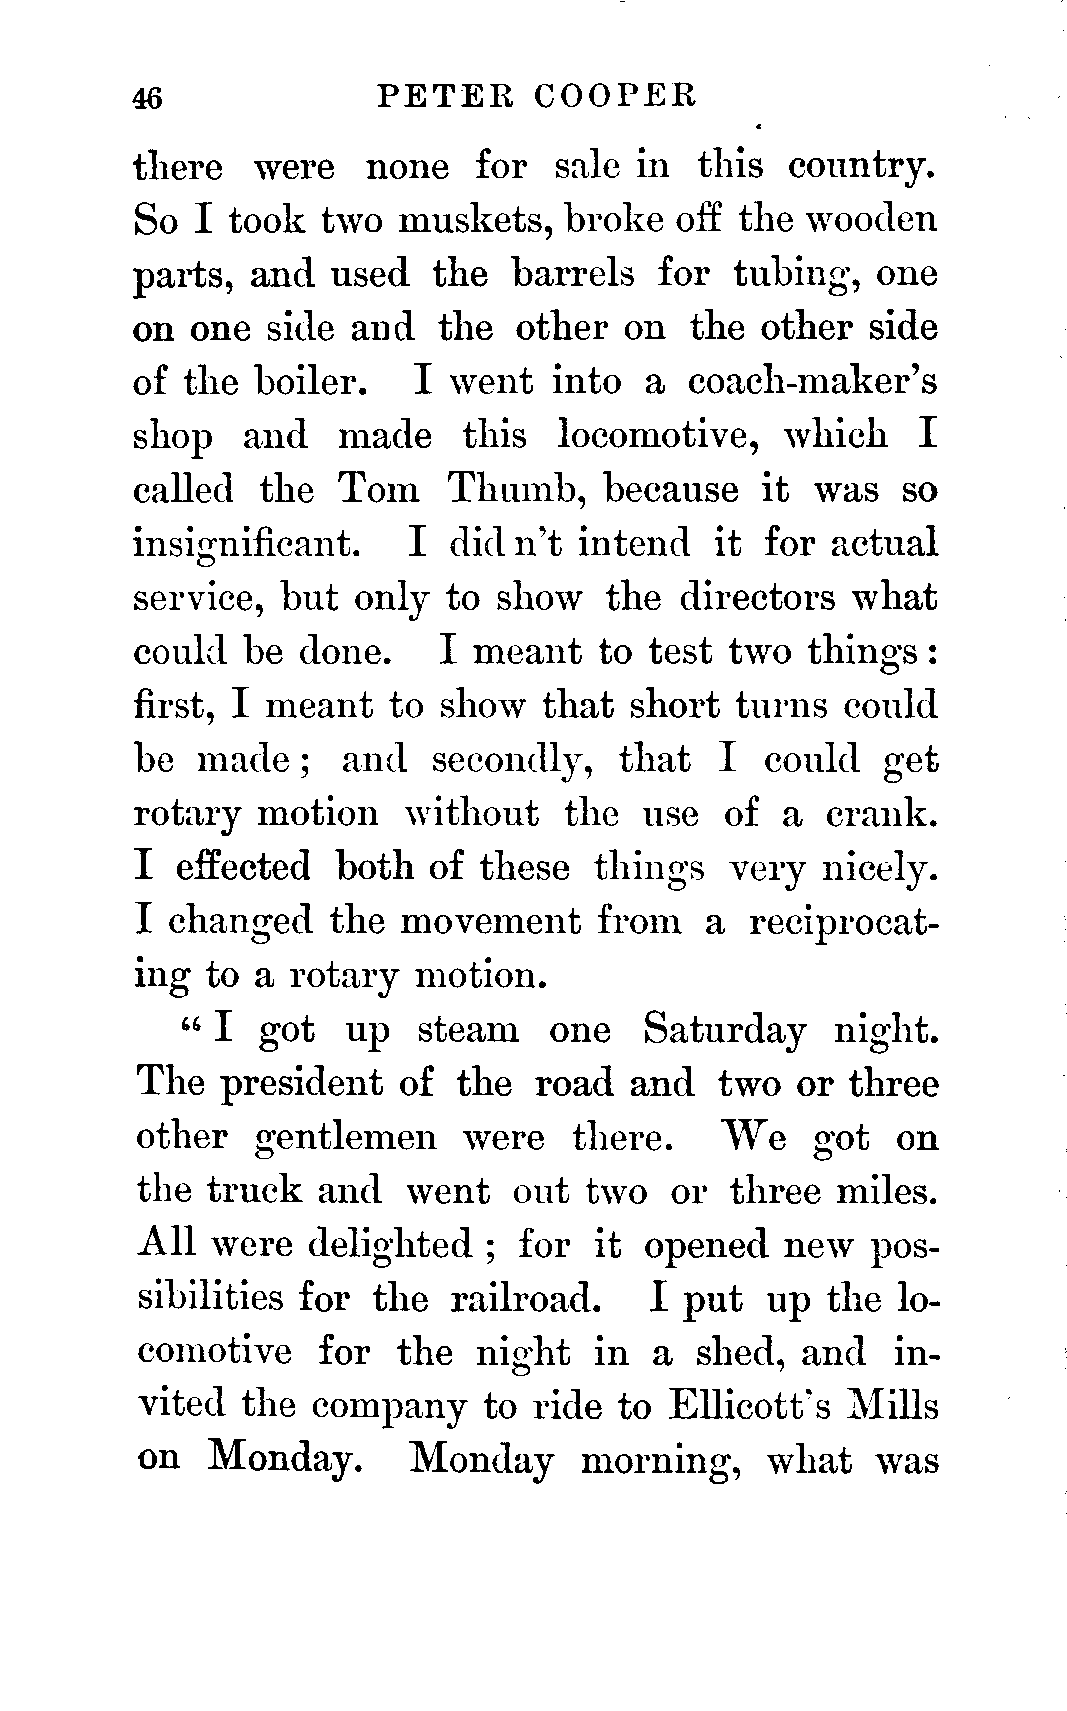 46 PETER COOPER
there were none for sale in this country.
So I took two muskets, broke off the wooden
parts, and used the barrels for tubing, one
on one side and the other on the other side
of the boiler. I went into a coach-maker's
shop and made this locomotive, which I
called the Tom Thumb, because it was so
insignificant. I did n't intend it for actual
service, but only to show the directors what
could be done. I meant to test two things :
first, I meant to show that short turns could
be made ; and secondly, that I could get
rotary motion without the use of a crank.
I effected both of these things very nicely.
I changed the movement from a reciprocat-
ing to a rotary motion.
“ I got up steam one Saturday night.
The president of the road and two or three
other gentlemen were there. We got on
the truck and went out two or three miles.
All were delighted ; for it opened new pos-
sibilities for the railroad. I put up the lo-
comotive for the night in a shed, and in-
vited the company to ride to Ellicott's Mills
on Monday. Monday morning, what was